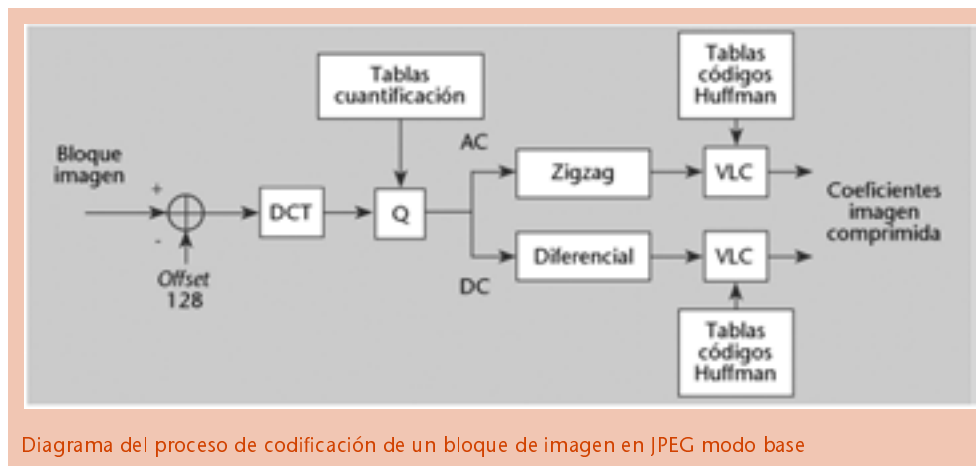 Tablas
cuantificación
Tablas
códigos
Huffman
Bloque
imagen
AC
Zigzag
VLC
+
DCT
Q
Coeficientes
imagen
comprimida
-
Offset
128
DC
Diferencial
VLC
Tablas
códigos
Huffman
Diagrama del proceso de codificación de un bloque de imagen en JPEG modo base